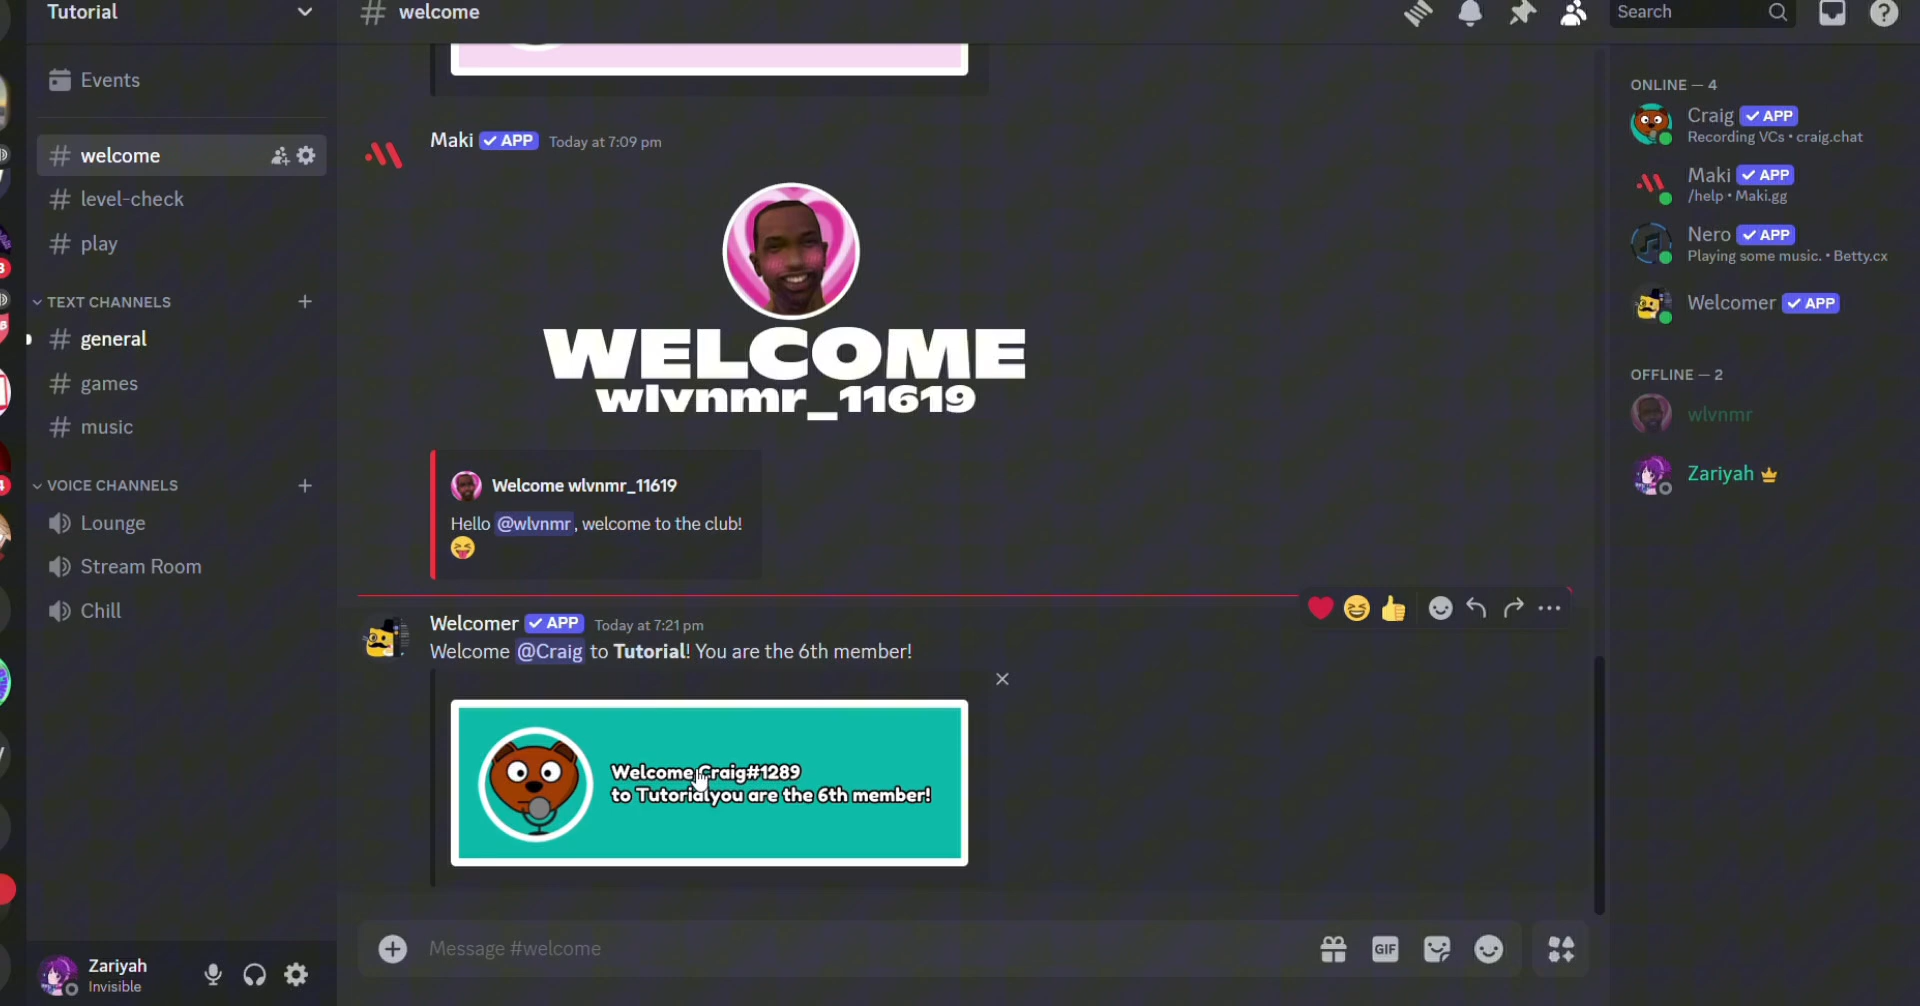 Tutorial
Events
welcome
level-check
play
TEXT CHANNELS
general
games
music
VOICE CHANNELS
Lounge
Stream Room
Chill
Zariyah
Invisible
# welcome
Maki ✓ APP Today at 7:09 pm
WELCOME
wlvnmr_11619
Welcome wlvnmr_11619
Hello @wlvnmr, welcome to the club!
😝
Welcomer ✓ APP Today at 7:21 pm
Welcome @Craig to Tutorial! You are the 6th member!
Welcome Craig#1289
to Tutorialyou are the 6th member!
Message #welcome
GIF
Search
ONLINE — 4
Craig ✓ APP
Recording VCs • craig.chat
Maki ✓ APP
/help • Maki.gg
Nero ✓ APP
Playing some music. • Betty.cx
Welcomer ✓ APP
OFFLINE — 2
wlvnmr
Zariyah